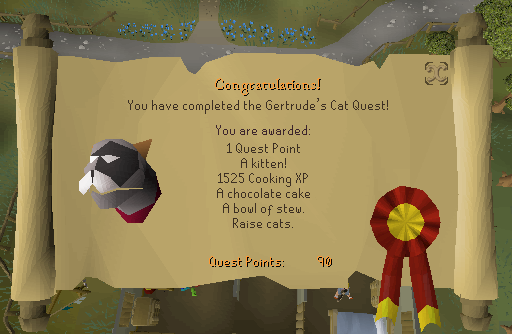 Congratulations!
You have completed the Gertrude's Cat Quest!
You are awarded:
1 Quest Point
A kitten!
1525 Cooking XP
A chocolate cake
A bowl of stew.
Raise cats.
Quest Points: 90